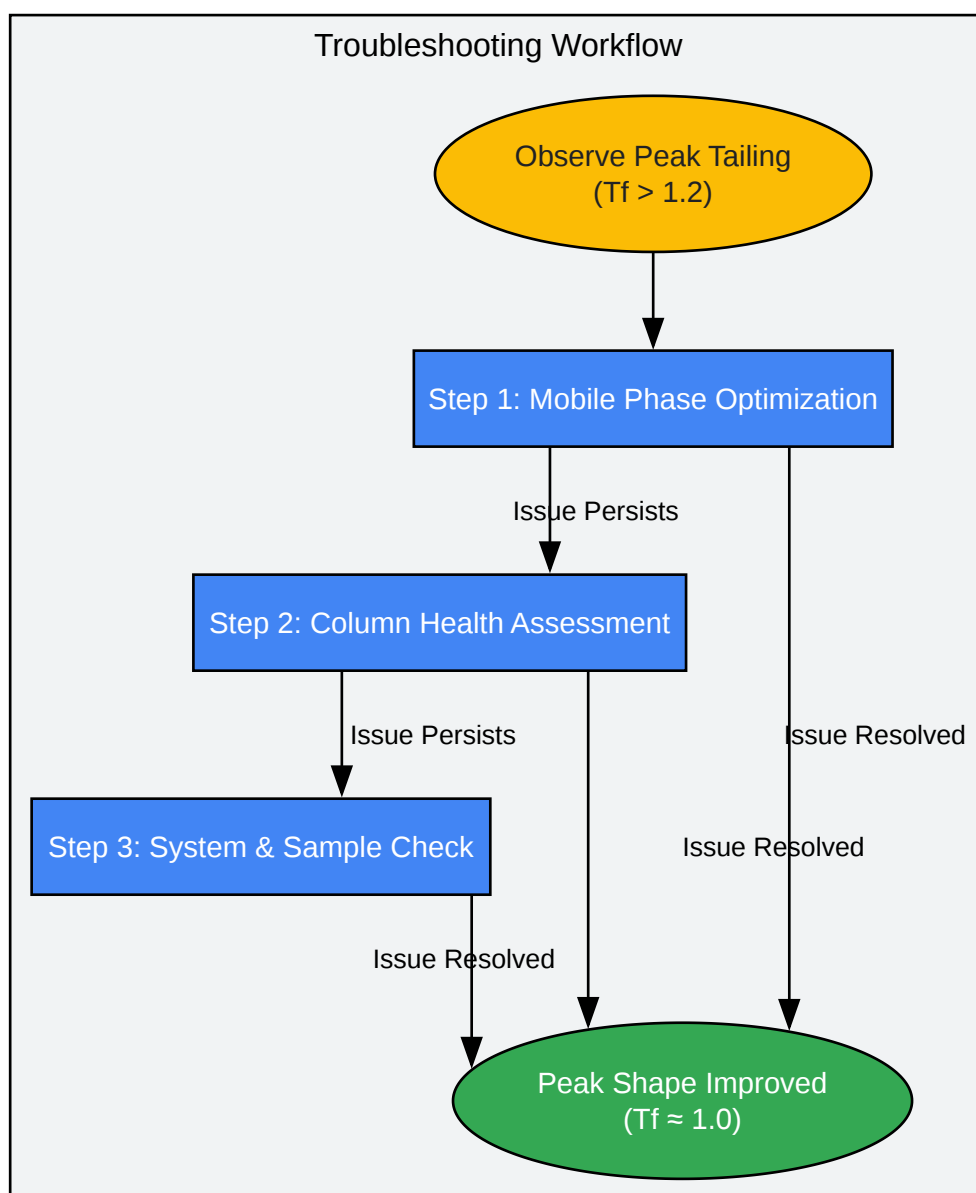 Troubleshooting Workflow
Observe Peak Tailing
(Tf > 1.2)
Step 1: Mobile Phase Optimization
Issue Persists
Step 2: Column Health Assessment
Issue Persists
Issue Resolved
Step 3: System & Sample Check
Issue Resolved
Issue Resolved
Peak Shape Improved
(Tf ≈ 1.0)